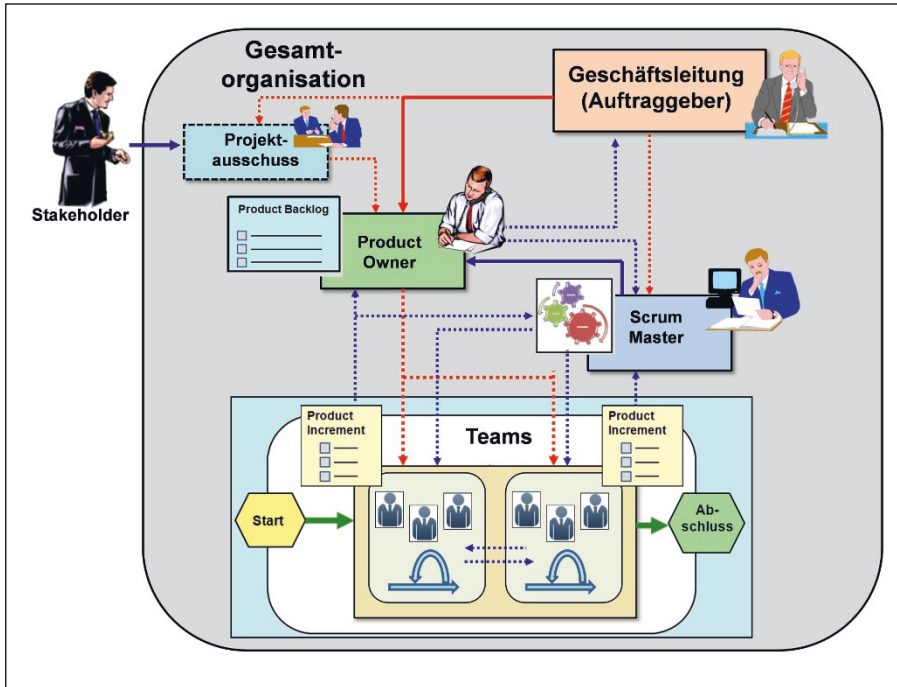 Gesamt-
organisation
Geschäftsleitung
(Auftraggeber)
Projekt-
ausschuss
Stakeholder
Product Backlog
Product
Owner
Scrum
Master
Product
Increment
Teams
Product
Increment
Start
Ab-
schluss